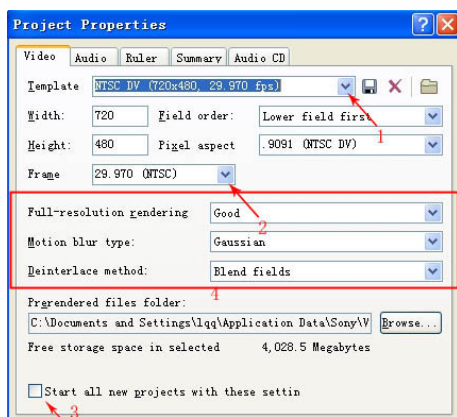 Project Properties
Video Audio Ruler Summary Audio CD
Template NTSC DV (720x480, 29.970 fps)
1
Width: 720 Field order: Lower field first
Height: 480 Pixel aspect .9091 (NTSC DV)
Frame 29.970 (NTSC)
2
Full-resolution rendering Good
Motion blur type: Gaussian
Deinterlace method: Blend fields
4
Prerendered files folder:
C:\Documents and Settings\lqq\Application Data\Sony\V Browse...
Free storage space in selected 4,028.5 Megabytes
Start all new projects with these settin
3